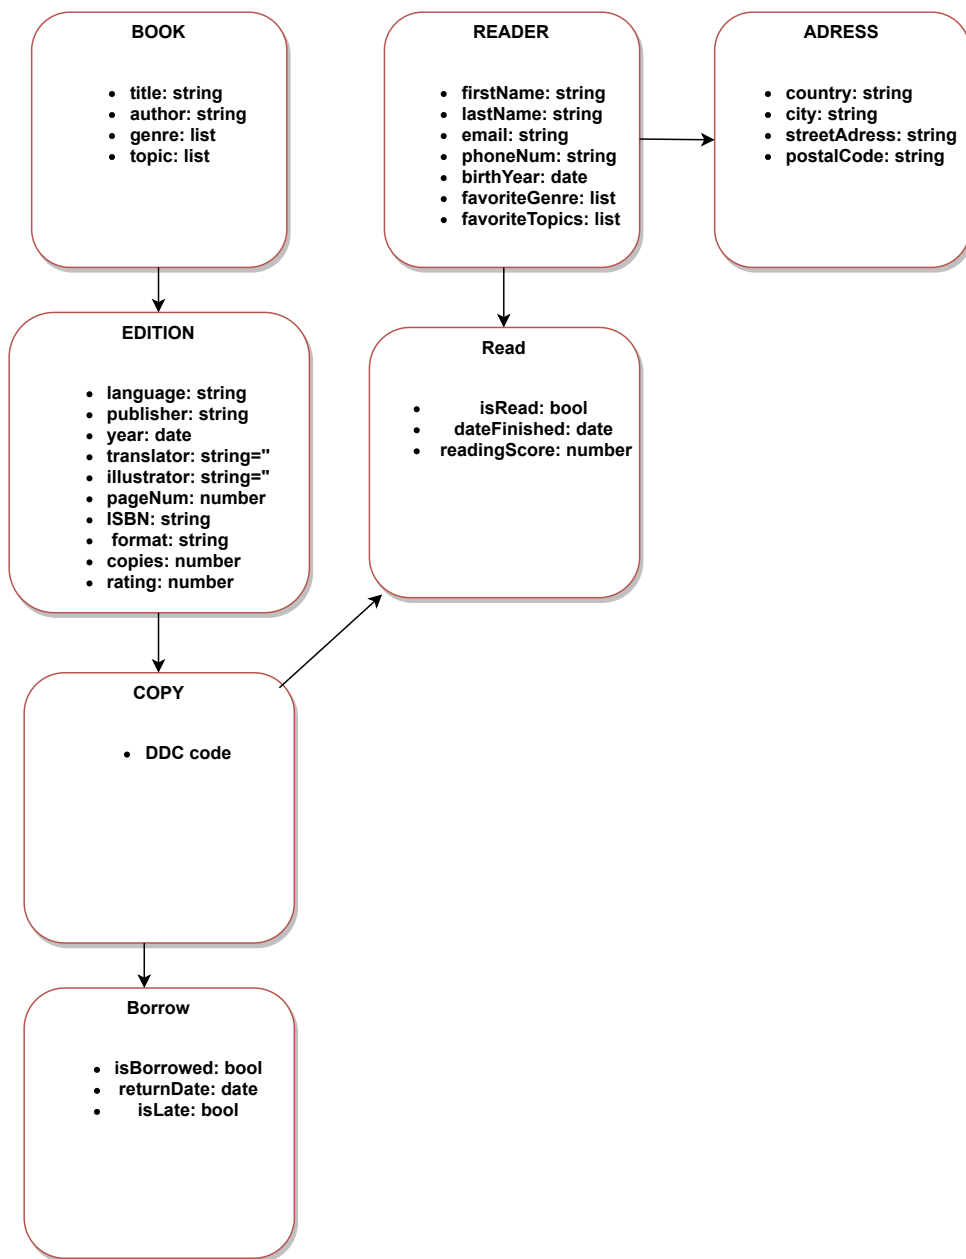 BOOK
title: string
author: string
genre: list
topic: list
READER
firstName: string
lastName: string
email: string
phoneNum: string
birthYear: date
favoriteGenre: list
favoriteTopics: list
ADRESS
country: string
city: string
streetAdress: string
postalCode: string
EDITION
language: string
publisher: string
year: date
translator: string=''
illustrator: string=''
pageNum: number
ISBN: string
format: string
copies: number
rating: number
Read
isRead: bool
dateFinished: date
readingScore: number
COPY
DDC code
Borrow
isBorrowed: bool
returnDate: date
isLate: bool